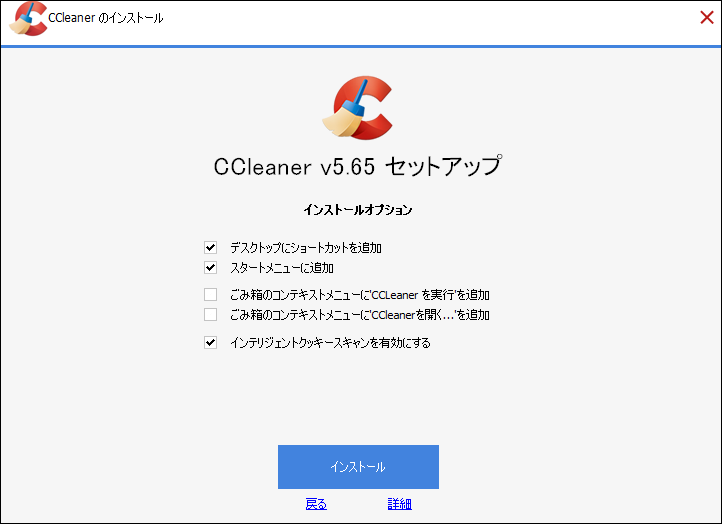 CCleaner のインストール
CCleaner v5.65 セットアップ
インストールオプション
デスクトップにショートカットを追加
スタートメニューに追加
ごみ箱のコンテキストメニューに'CCLeaner を実行'を追加
ごみ箱のコンテキストメニューに'CCleanerを開く...'を追加
インテリジェントクッキースキャンを有効にする
インストール
戻る 詳細